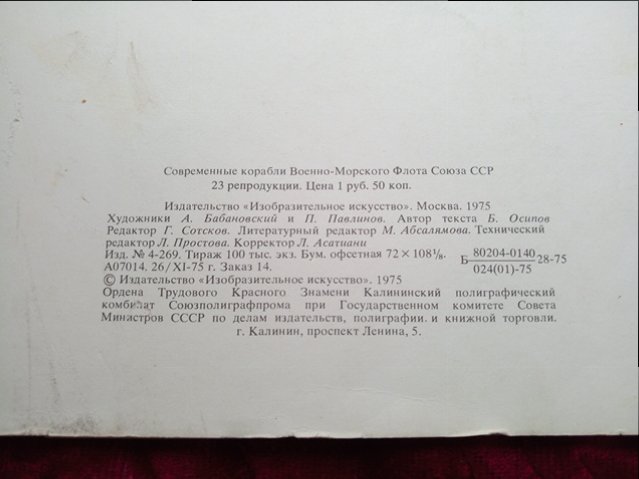 Современные корабли Военно-Морского Флота Союза ССР
23 репродукции. Цена 1 руб. 50 коп.
Издательство «Изобразительное искусство». Москва. 1975
Художники А. Бабановский и П. Павлинов. Автор текста Б. Осипов
Редактор Г. Сотсков. Литературный редактор М. Абсалямова. Технический
редактор Л. Простова. Корректор Л. Асатиани
Изд. № 4-269. Тираж 100 тыс. экз. Бум. офсетная 72×108⅛. Б 80204-0140/024(01)-75 28-75
А07014. 26/XI-75 г. Заказ 14.
© Издательство «Изобразительное искусство». 1975
Ордена Трудового Красного Знамени Калининский полиграфический
комбинат Союзполиграфпрома при Государственном комитете Совета
Министров СССР по делам издательств, полиграфии. и книжной торговли.
г. Калинин, проспект Ленина, 5.